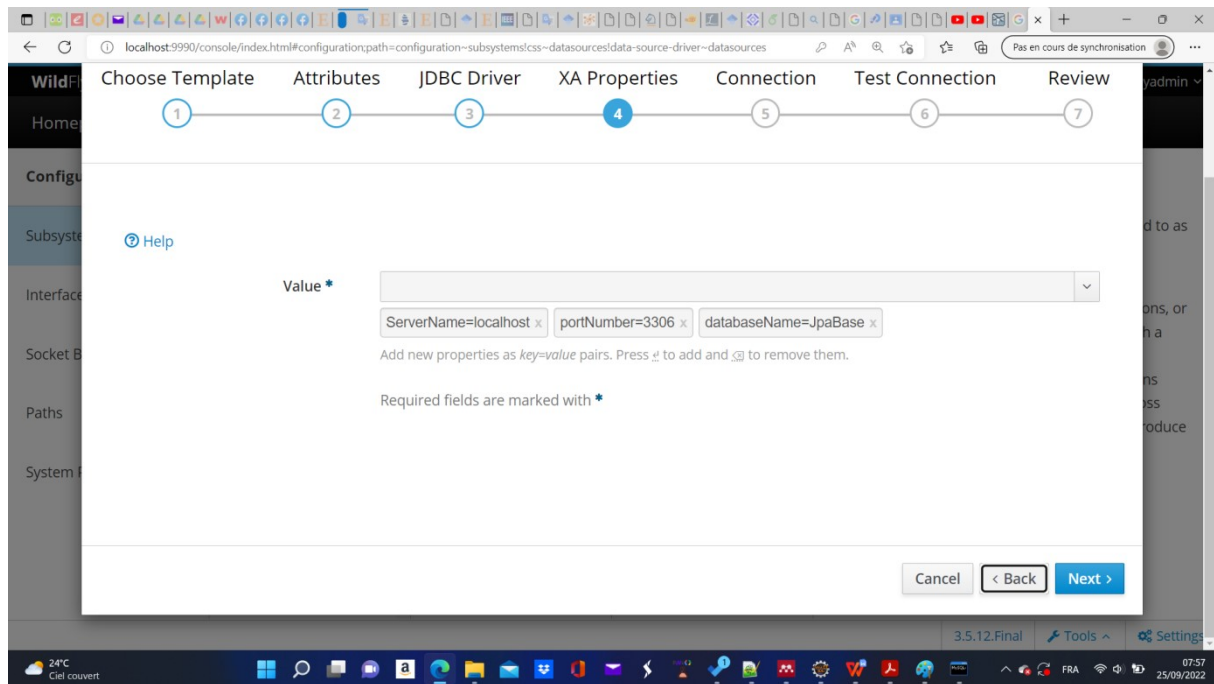 localhost:9990/console/index.html#configuration;path=configuration~subsystems!css~datasources!data-source-driver~datasources
Pas en cours de synchronisation
WildFl
yadmin
Choose Template Attributes JDBC Driver XA Properties Connection Test Connection Review
1 2 3 4 5 6 7
Home
Configu
Subsyste
d to as
Help
Value *
Interface
ServerName=localhost x portNumber=3306 x databaseName=JpaBase x
ons, or
h a
Socket B
Add new properties as key=value pairs. Press ↵ to add and ⌫ to remove them.
ns
Required fields are marked with *
Paths
oss
roduce
System P
Cancel < Back Next >
3.5.12.Final Tools Settings
24°C
Ciel couvert
FRA
07:57
25/09/2022